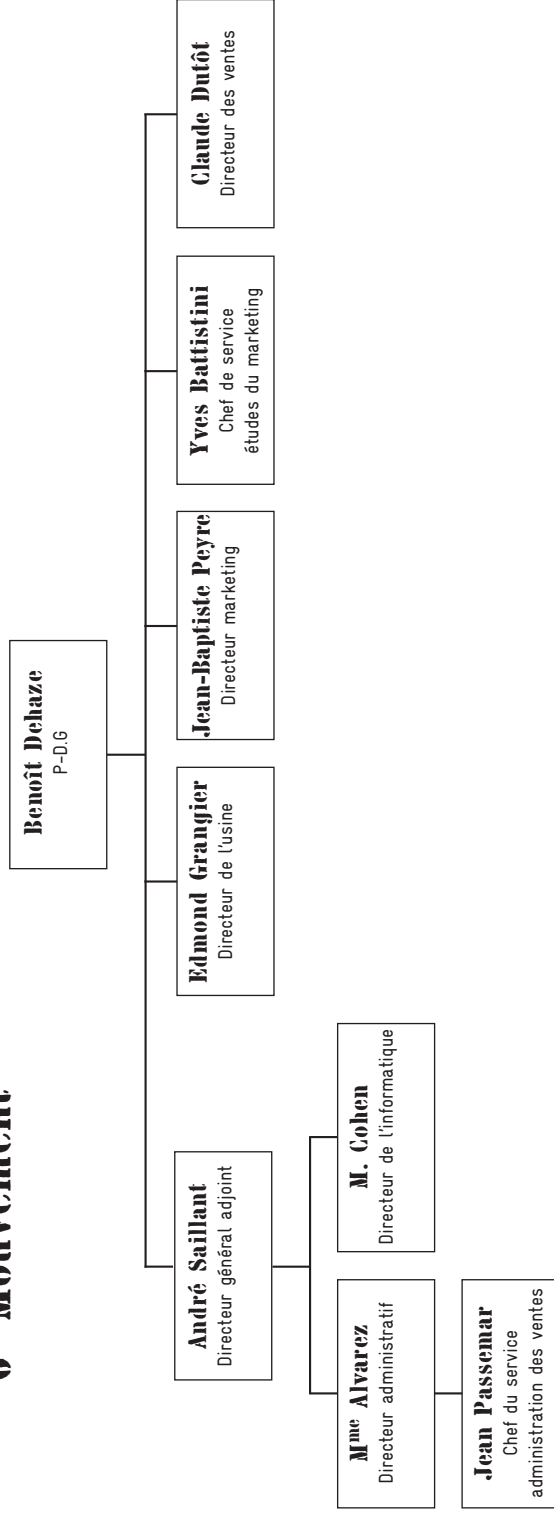 6e Mouvement
Benoît Dehaze
P-D.G
André Saillant
Directeur général adjoint
Edmond Grangier
Directeur de l'usine
Jean-Baptiste Peyre
Directeur marketing
Yves Battistini
Chef de service
études du marketing
Claude Dutôt
Directeur des ventes
Mme Alvarez
Directeur administratif
M. Cohen
Directeur de l'informatique
Jean Passemar
Chef du service
administration des ventes